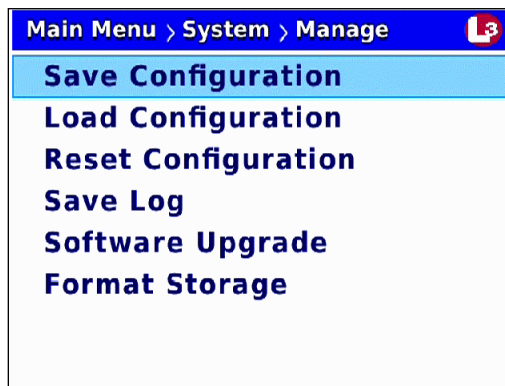 Main Menu > System > Manage L3
Save Configuration
Load Configuration
Reset Configuration
Save Log
Software Upgrade
Format Storage